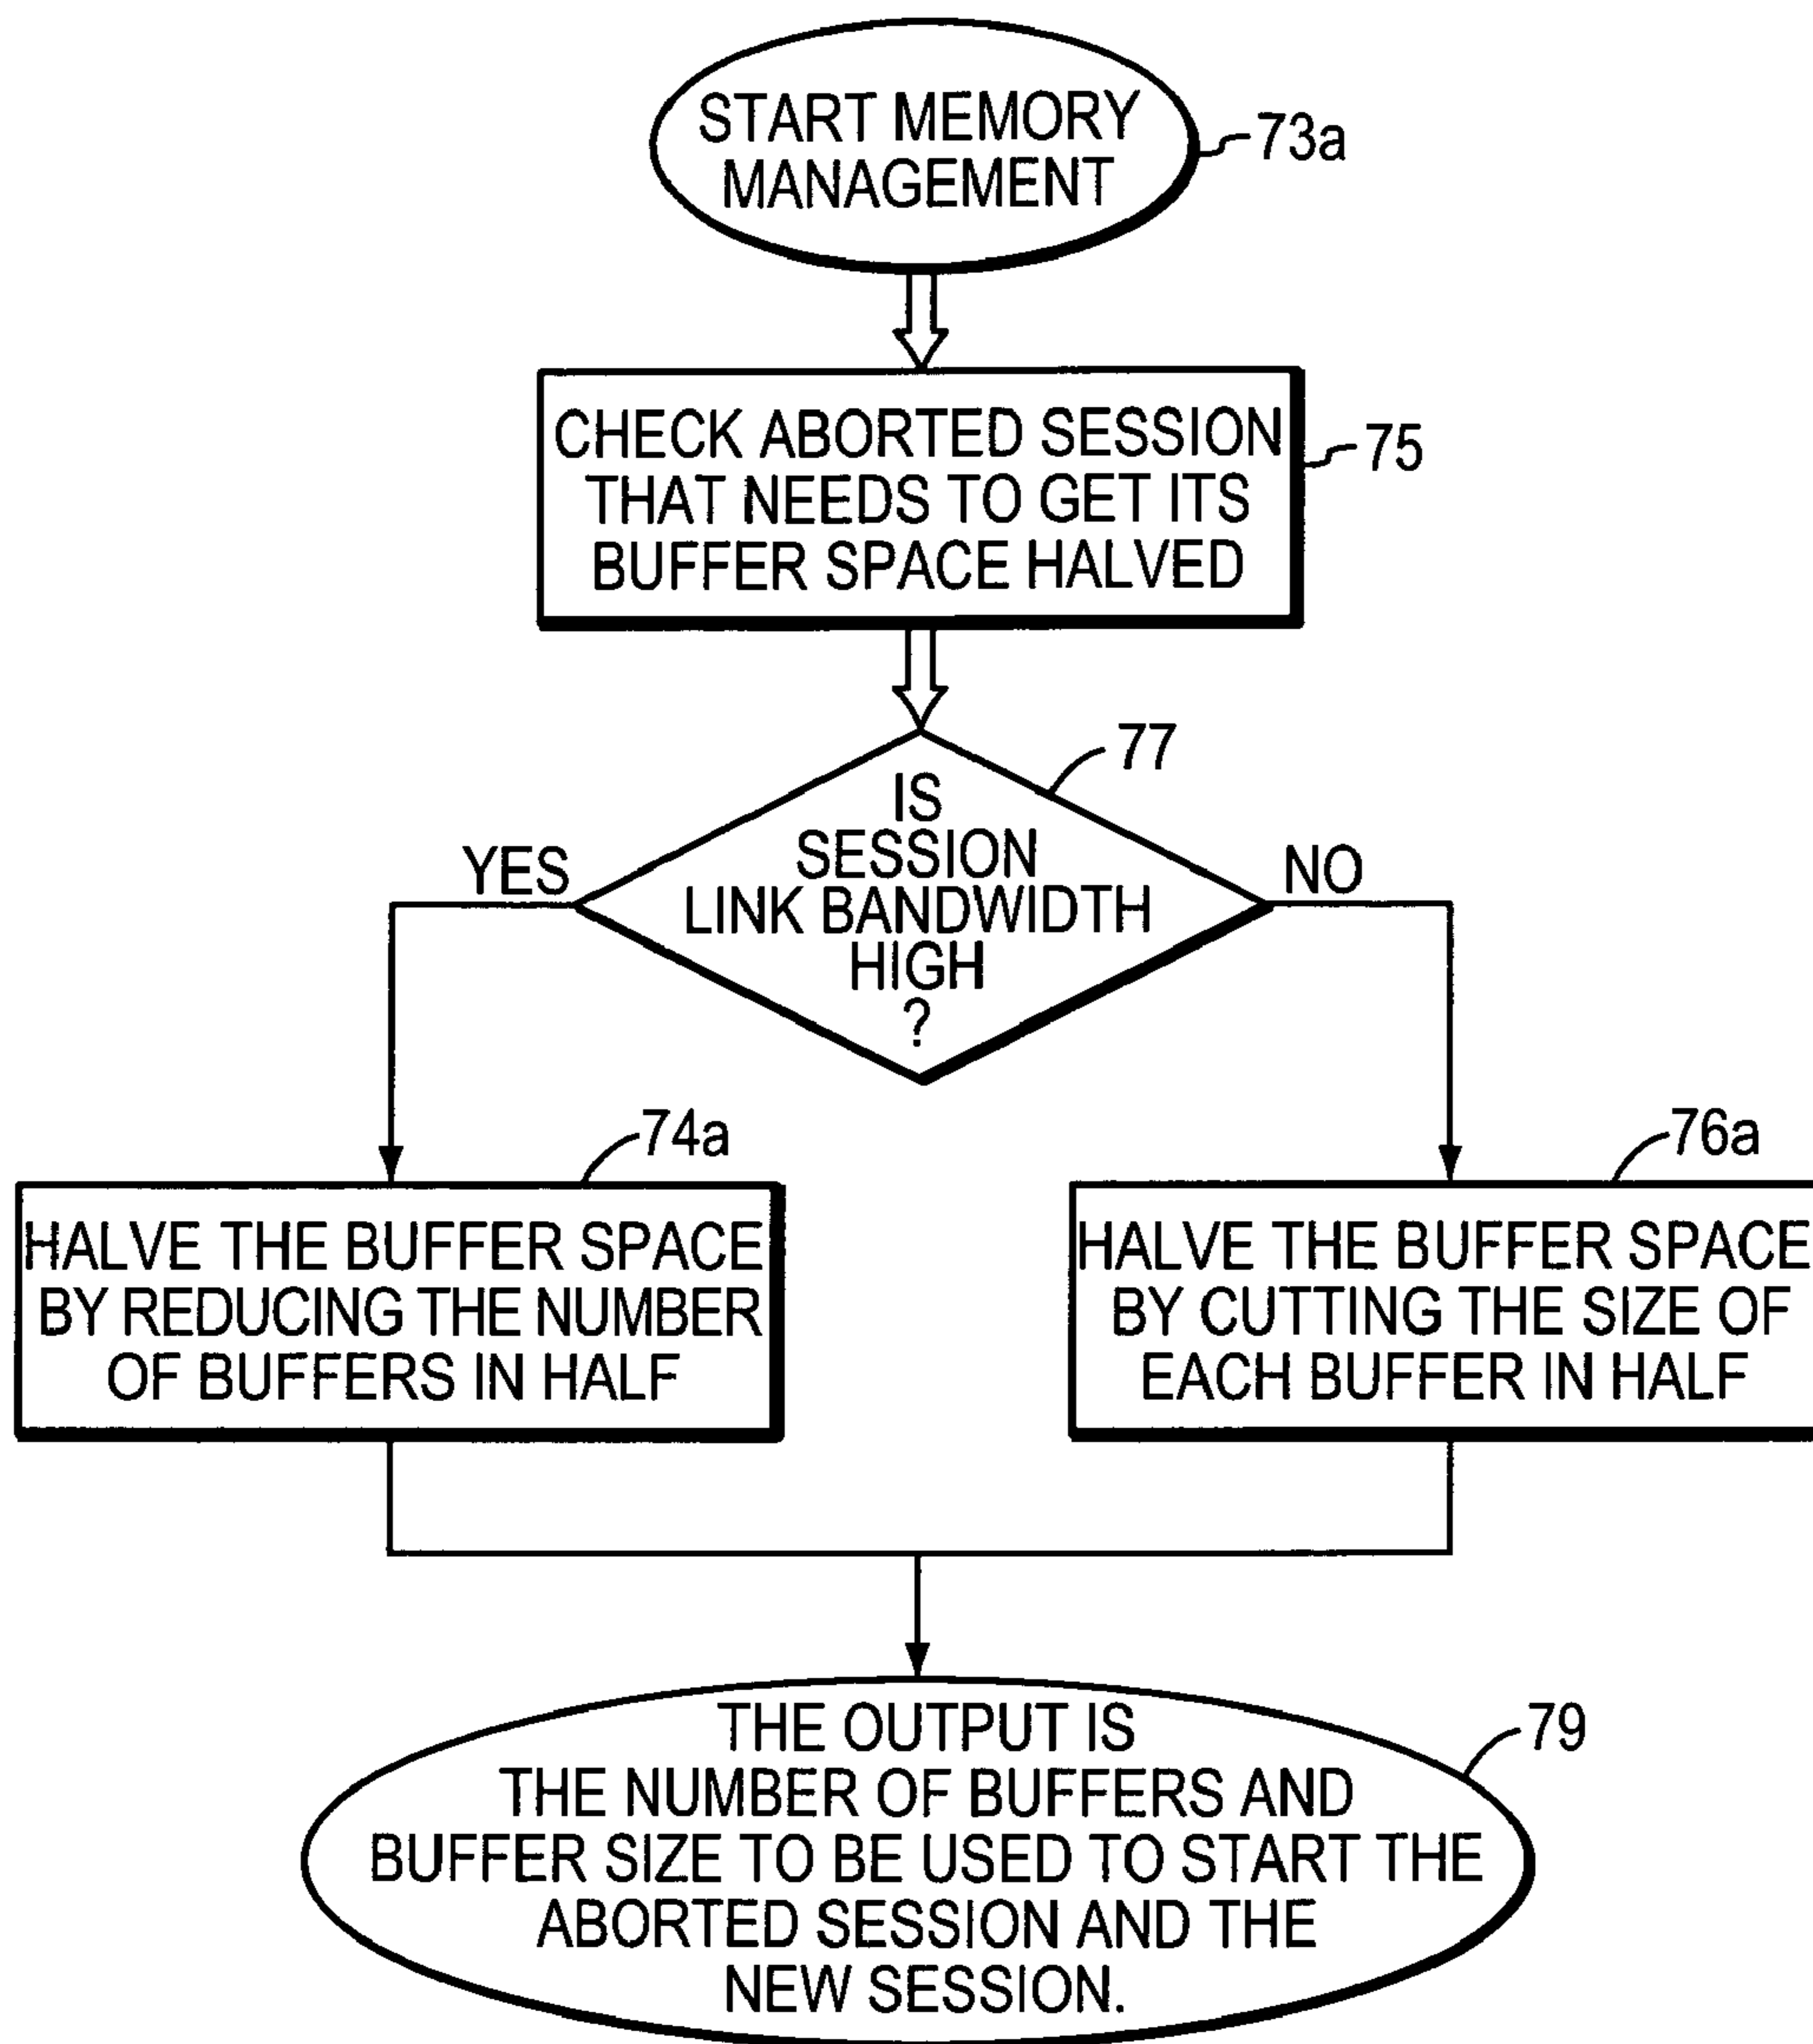 START MEMORY
MANAGEMENT
73a
CHECK ABORTED SESSION
THAT NEEDS TO GET ITS
BUFFER SPACE HALVED
75
77
IS
SESSION
LINK BANDWIDTH
HIGH
?
YES
NO
74a
76a
HALVE THE BUFFER SPACE
BY REDUCING THE NUMBER
OF BUFFERS IN HALF
HALVE THE BUFFER SPACE
BY CUTTING THE SIZE OF
EACH BUFFER IN HALF
79
THE OUTPUT IS
THE NUMBER OF BUFFERS AND
BUFFER SIZE TO BE USED TO START THE
ABORTED SESSION AND THE
NEW SESSION.